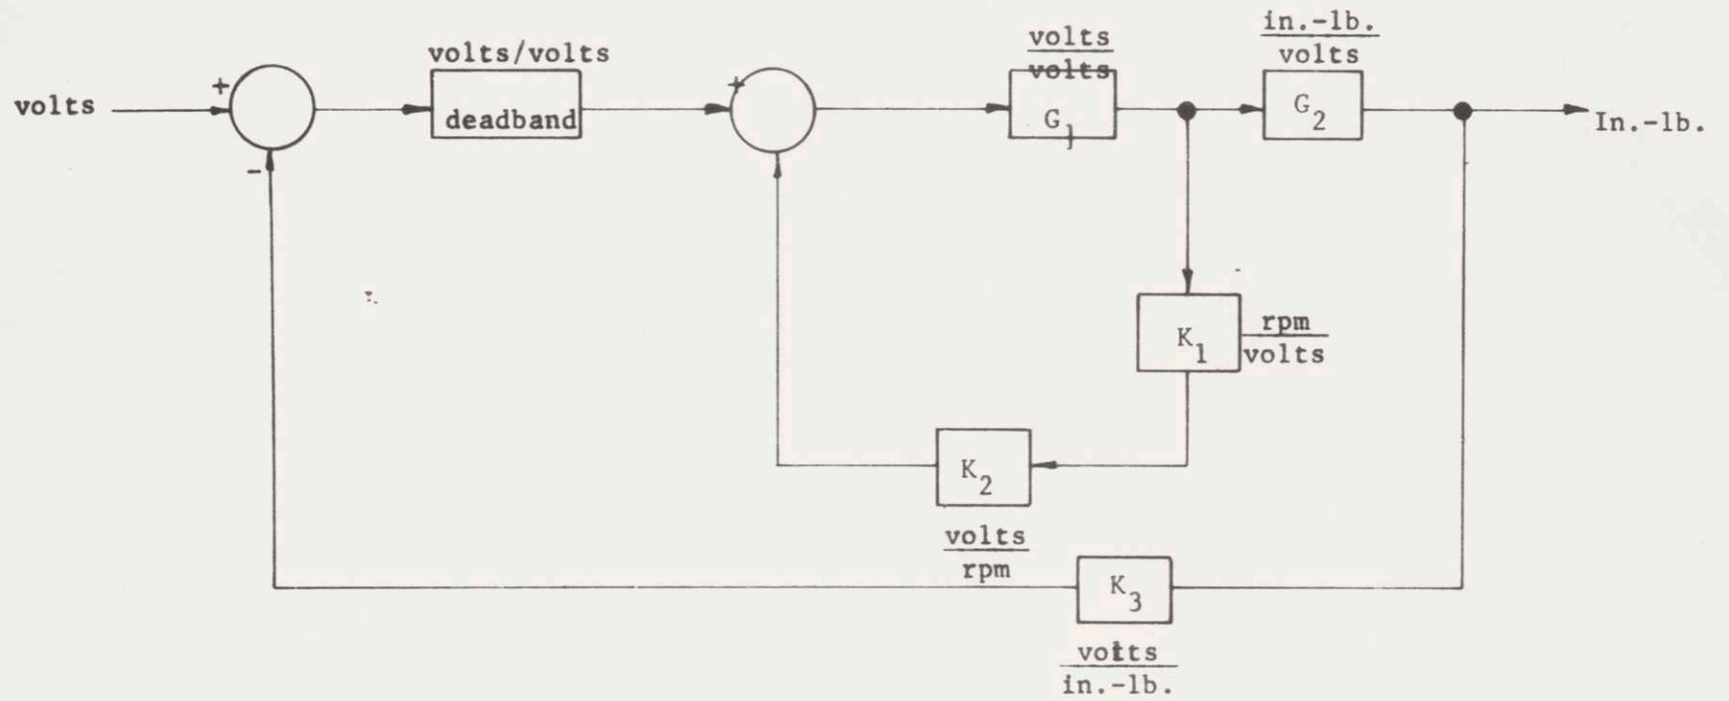 in.-lb.
volts
volts
volts
volts/volts
+
+
volts
deadband
G1
G2
In.-lb.
-
K1
rpm
volts
K2
volts
rpm
K3
volts
in.-lb.